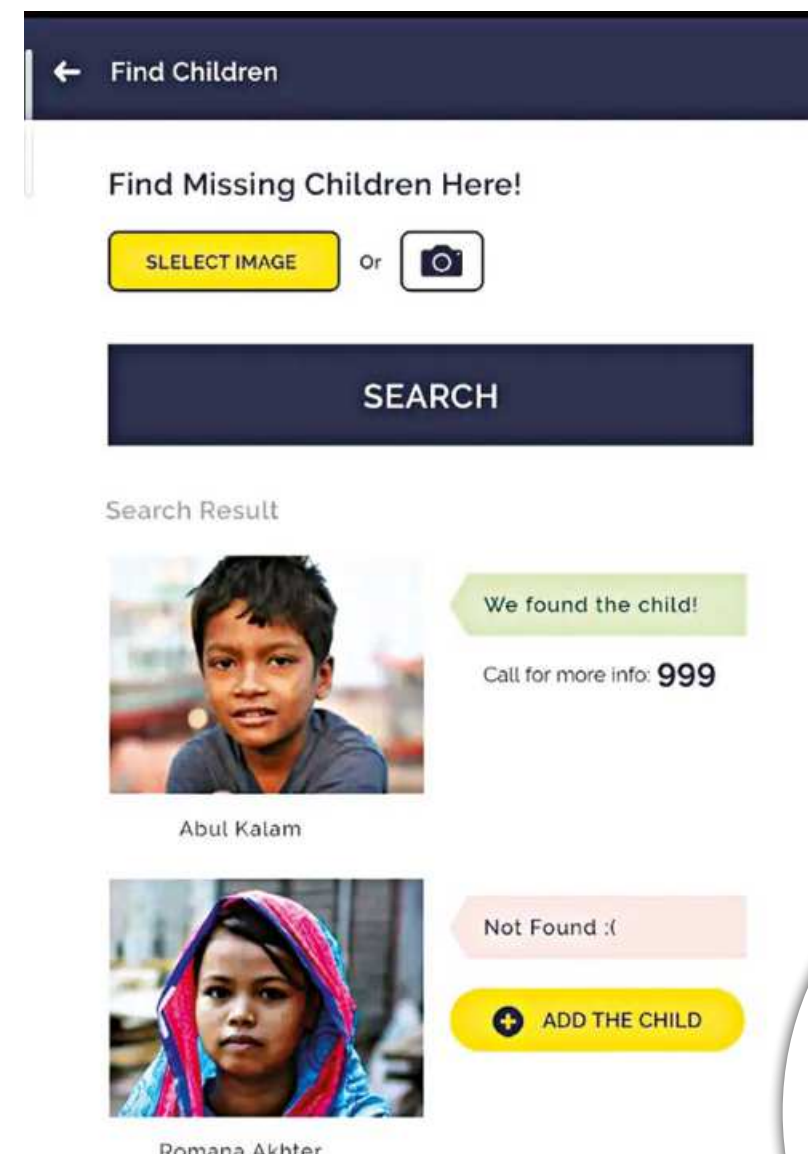 Find Children
Find Missing Children Here!
SLELECT IMAGE Or
SEARCH
Search Result
We found the child!
Call for more info: 999
Abul Kalam
Not Found :(
ADD THE CHILD
Romana Akhter